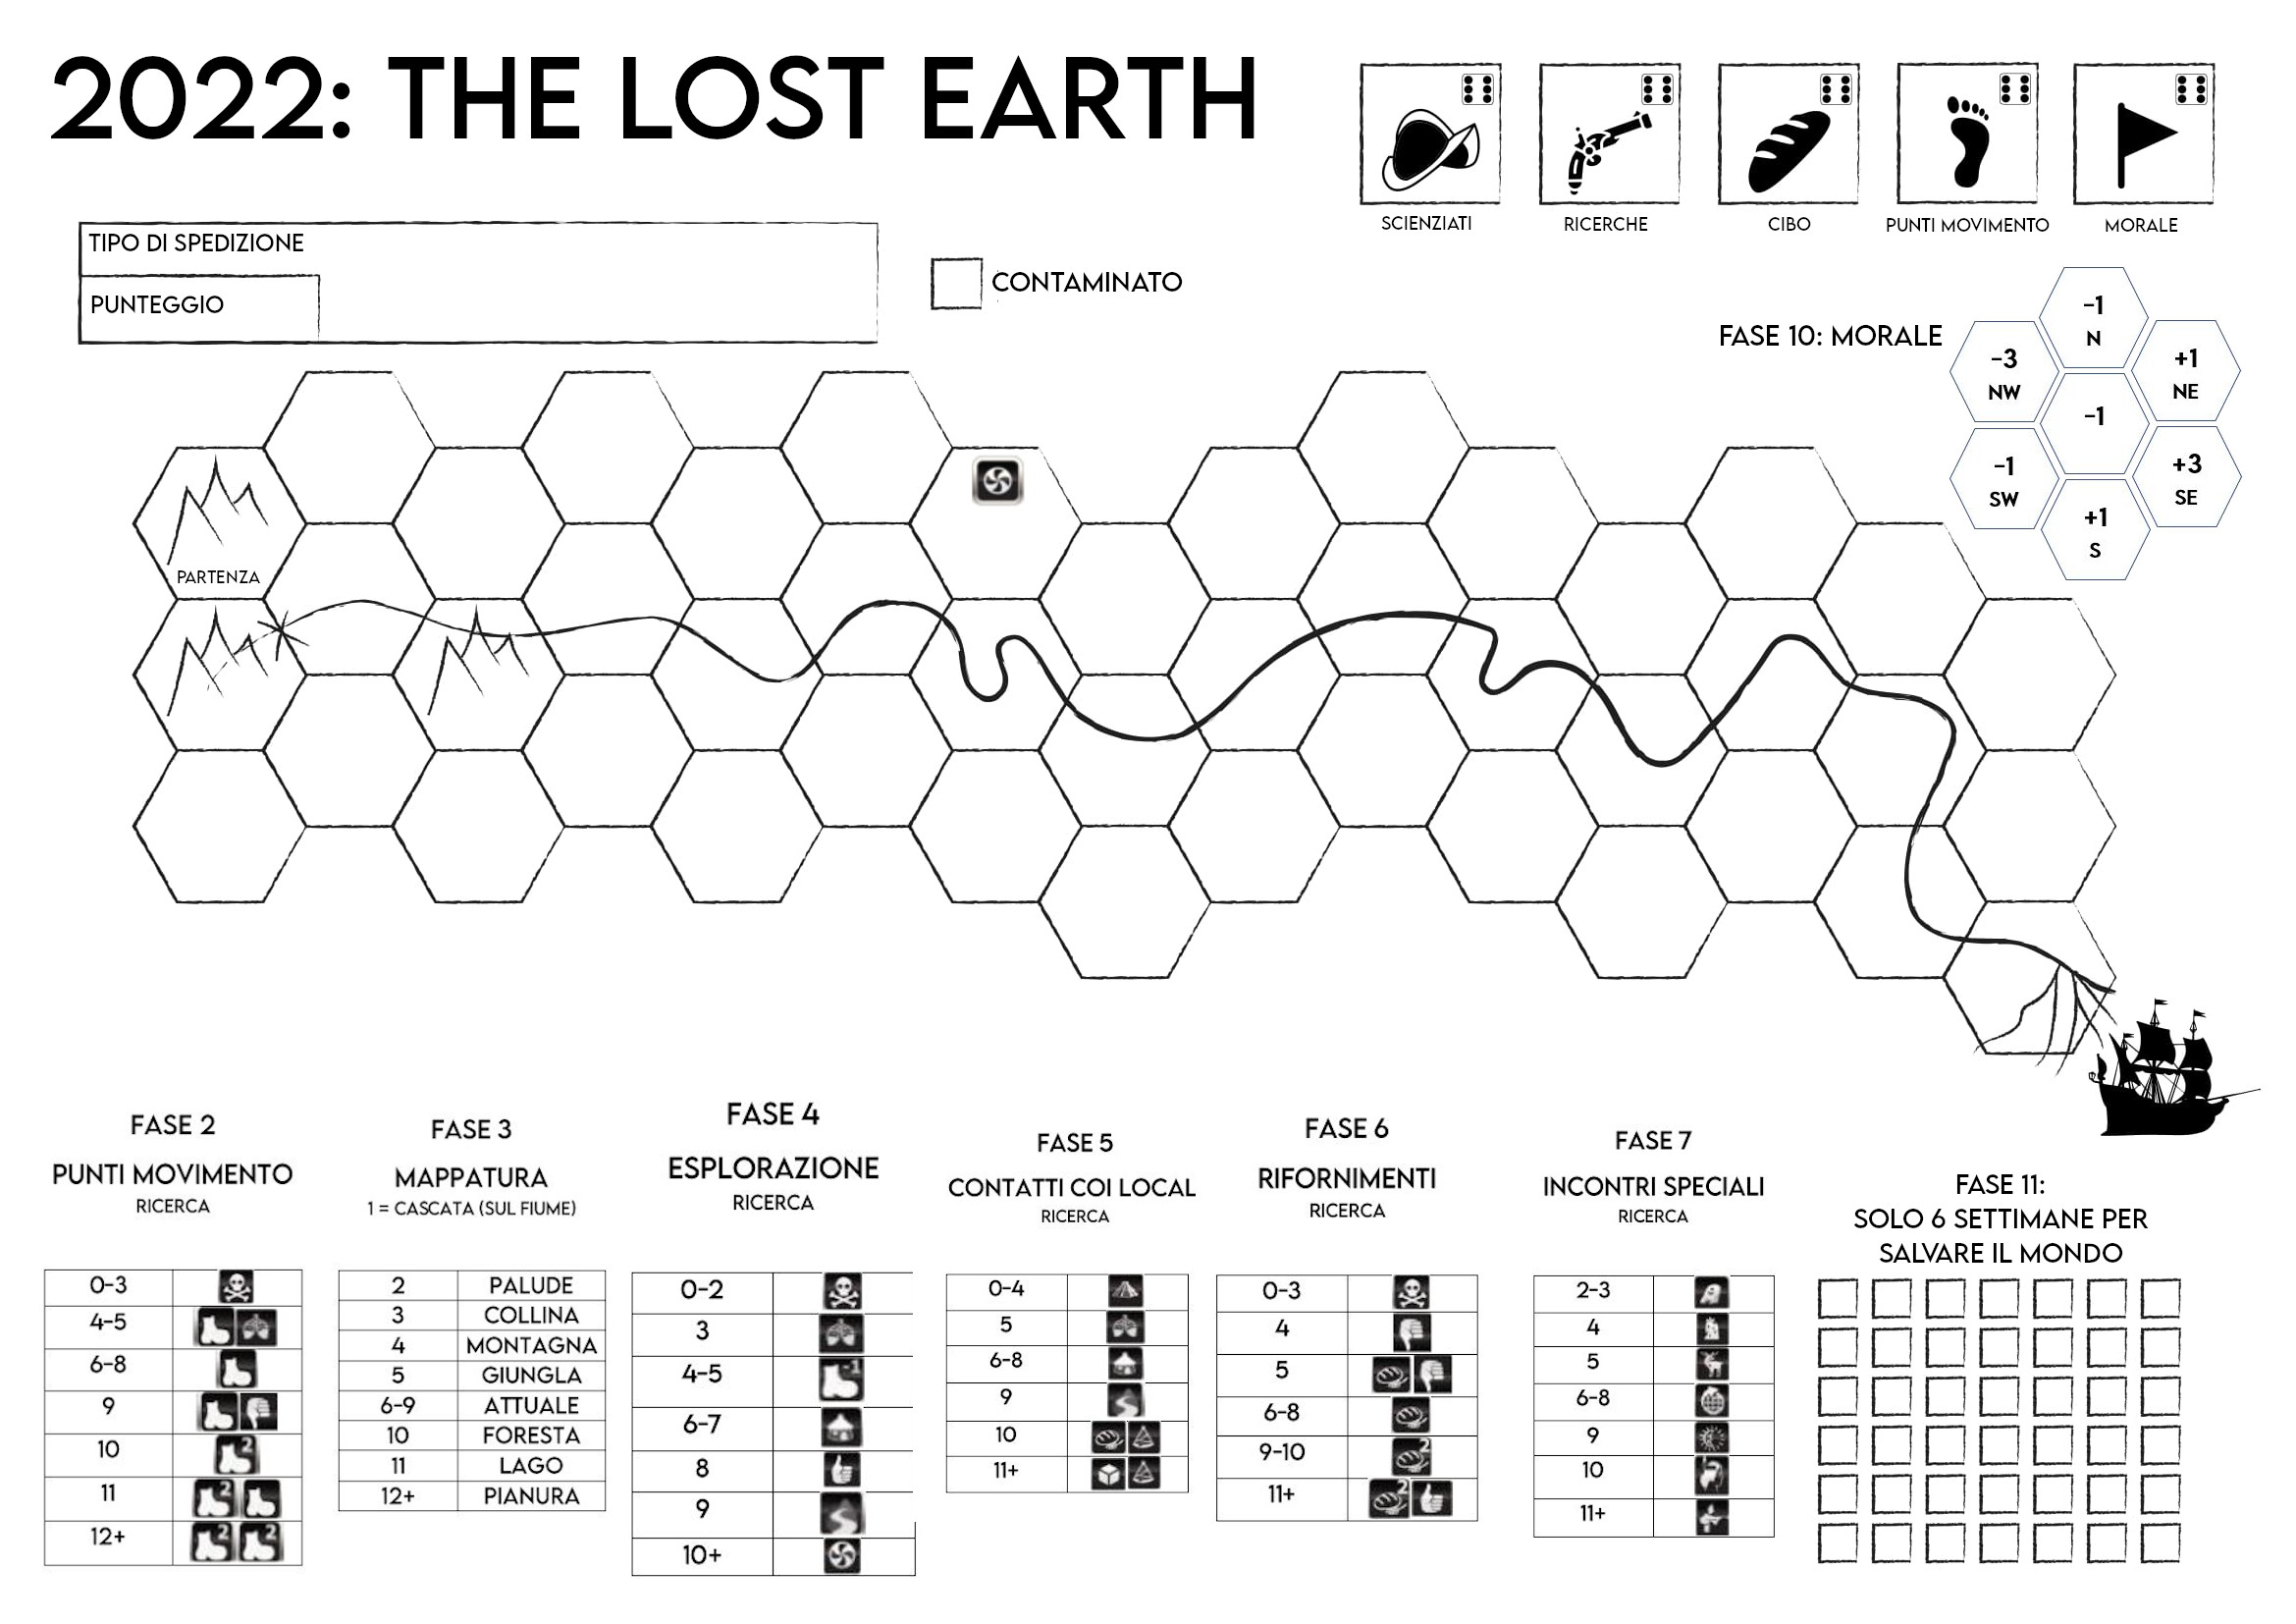 2022: THE LOST EARTH
SCIENZIATI
RICERCHE
CIBO
PUNTI MOVIMENTO
MORALE
TIPO DI SPEDIZIONE
PUNTEGGIO
CONTAMINATO
FASE 10: MORALE
-1
N
-3
NW
+1
NE
-1
-1
SW
+3
SE
+1
S
PARTENZA
FASE 2
PUNTI MOVIMENTO
RICERCA
0-3
4-5
6-8
9
10
2
11
2
12+
2 2
FASE 3
MAPPATURA
1 = CASCATA (SUL FIUME)
2 PALUDE
3 COLLINA
4 MONTAGNA
5 GIUNGLA
6-9 ATTUALE
10 FORESTA
11 LAGO
12+ PIANURA
FASE 4
ESPLORAZIONE
RICERCA
0-2
3
4-5 -1
6-7
8
9
10+
FASE 5
CONTATTI COI LOCAL
RICERCA
0-4
5
6-8
9
10
11+
FASE 6
RIFORNIMENTI
RICERCA
0-3
4
5
6-8
9-10 2
11+ 2
FASE 7
INCONTRI SPECIALI
RICERCA
2-3
4
5
6-8
9
10
11+
FASE 11:
SOLO 6 SETTIMANE PER
SALVARE IL MONDO